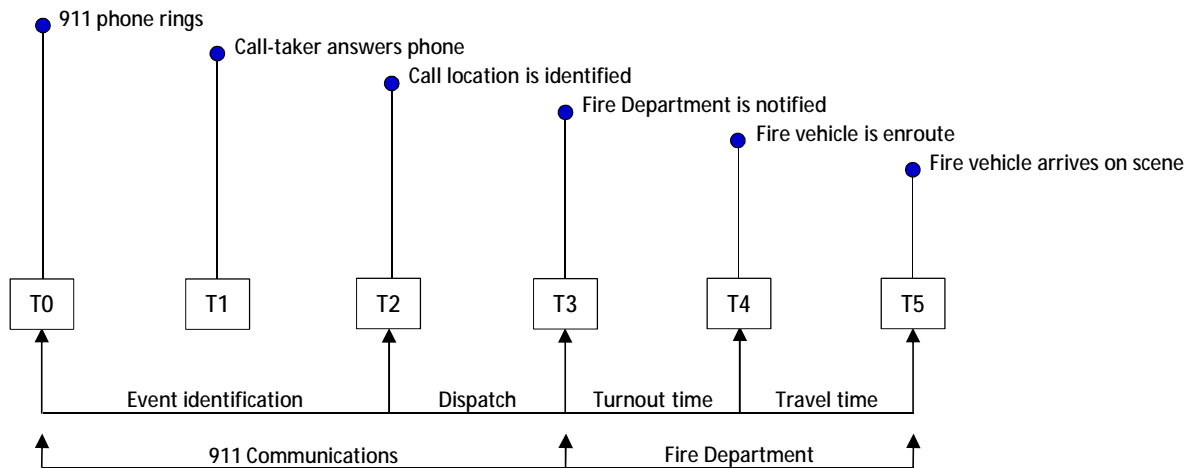 911 phone rings
Call-taker answers phone
Call location is identified
Fire Department is notified
Fire vehicle is enroute
Fire vehicle arrives on scene
T0
T1
T2
T3
T4
T5
Event identification
Dispatch
Turnout time
Travel time
911 Communications
Fire Department